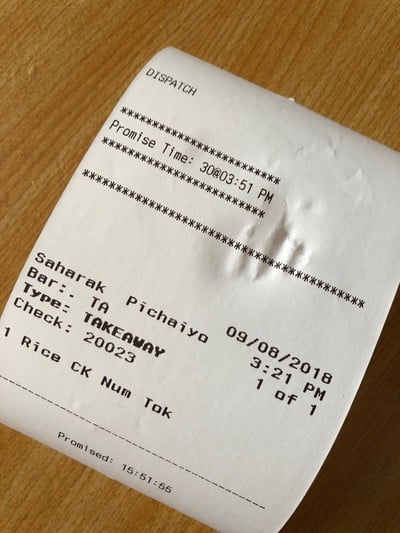 DISPATCH
******************************
Promise Time: 30@03:51 PM
******************************
******************************************
Saharak Pichaiyo 09/08/2018
Bar:. TA 3:21 PM
Type: TAKEAWAY 1 of 1
Check: 20023
1 Rice CK Num Tok
----------------------------------------
Promised: 15:51:55